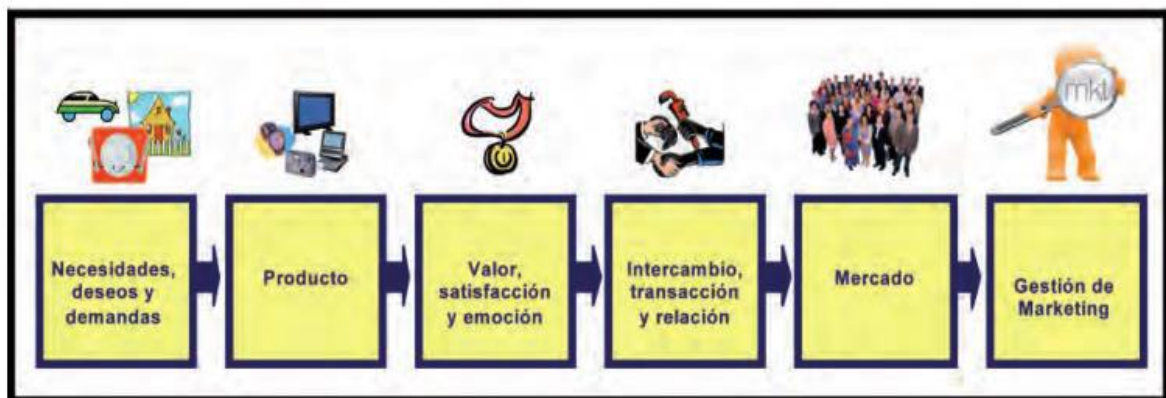 mkt
Necesidades,
deseos y
demandas
Producto
Valor,
satisfacción
y emoción
Intercambio,
transacción
y relación
Mercado
Gestión de
Marketing